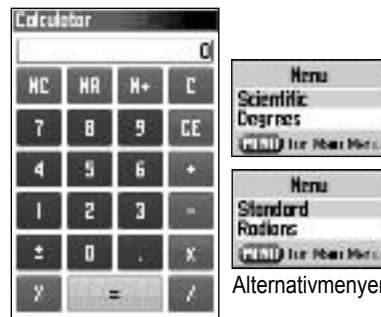 Calculator
0
MC MR M+ C
7 8 9 CE
4 5 6 +
1 2 3 -
± 0 . x
= /
Menu
Scientific
Degrees
MENU for Main Menu
Menu
Standard
Radians
MENU for Main Menu
Alternativmenyer